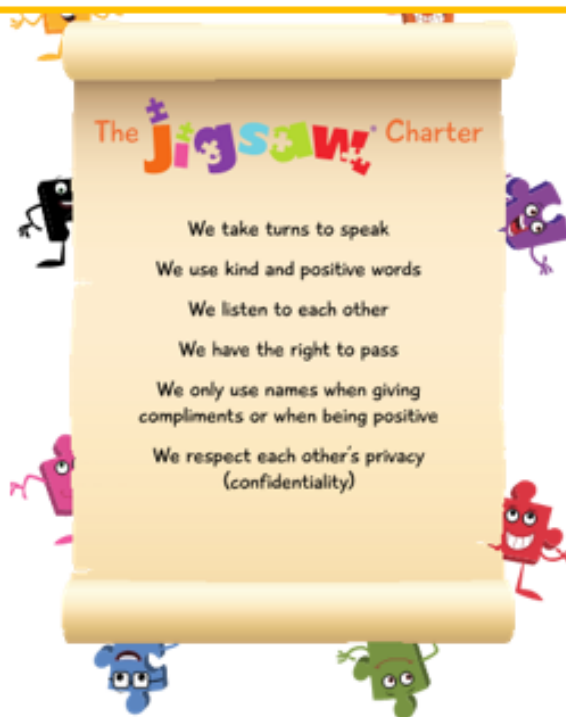 The jigsaw® Charter
We take turns to speak
We use kind and positive words
We listen to each other
We have the right to pass
We only use names when giving
compliments or when being positive
We respect each other's privacy
(confidentiality)